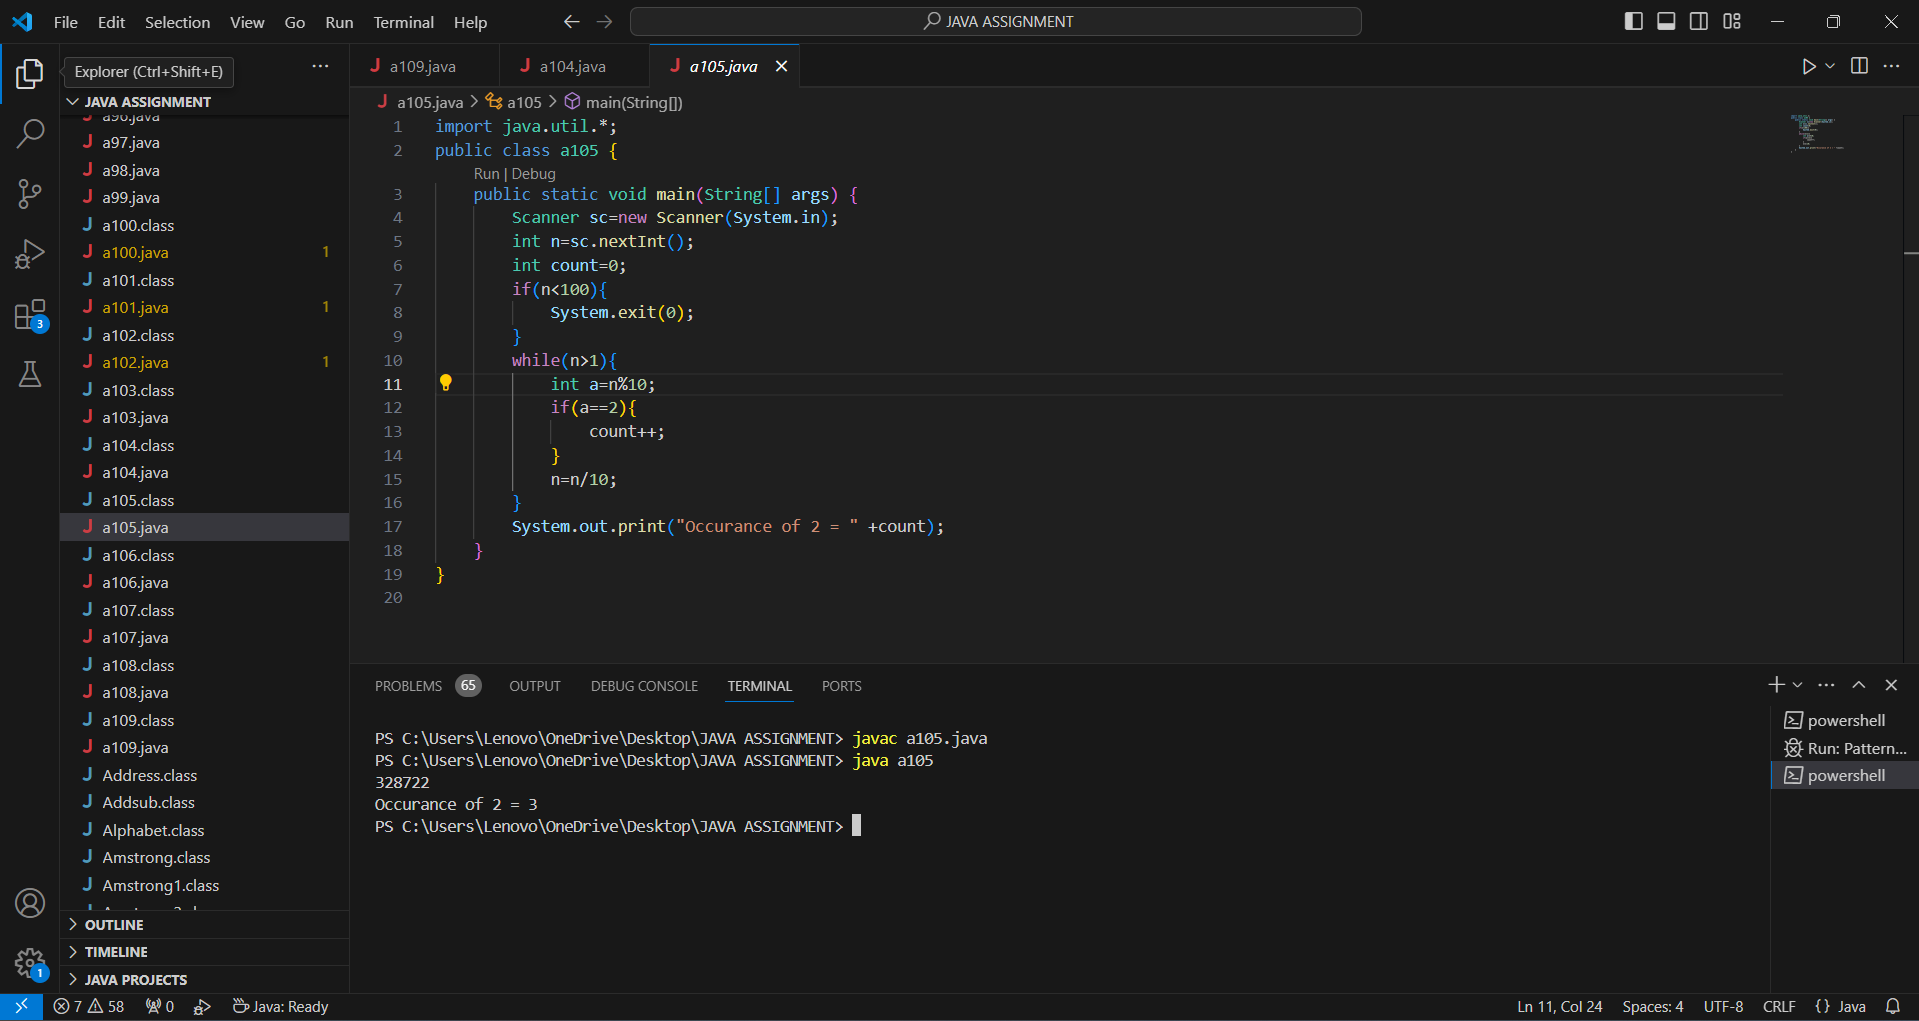 File Edit Selection View Go Run Terminal Help
JAVA ASSIGNMENT
Explorer (Ctrl+Shift+E)
JAVA ASSIGNMENT
a96.java
a97.java
a98.java
a99.java
a100.class
a100.java 1
a101.class
a101.java 1
a102.class
a102.java 1
a103.class
a103.java
a104.class
a104.java
a105.class
a105.java
a106.class
a106.java
a107.class
a107.java
a108.class
a108.java
a109.class
a109.java
Address.class
Addsub.class
Alphabet.class
Amstrong.class
Amstrong1.class
OUTLINE
TIMELINE
JAVA PROJECTS
3
1
a109.java a104.java a105.java
a105.java > a105 > main(String[])
1 import java.util.*;
2 public class a105 {
Run | Debug
3 public static void main(String[] args) {
4 Scanner sc=new Scanner(System.in);
5 int n=sc.nextInt();
6 int count=0;
7 if(n<100){
8 System.exit(0);
9 }
10 while(n>1){
11 int a=n%10;
12 if(a==2){
13 count++;
14 }
15 n=n/10;
16 }
17 System.out.print("Occurance of 2 = " +count);
18 }
19 }
20
PROBLEMS 65 OUTPUT DEBUG CONSOLE TERMINAL PORTS
PS C:\Users\Lenovo\OneDrive\Desktop\JAVA ASSIGNMENT> javac a105.java
PS C:\Users\Lenovo\OneDrive\Desktop\JAVA ASSIGNMENT> java a105
328722
Occurance of 2 = 3
PS C:\Users\Lenovo\OneDrive\Desktop\JAVA ASSIGNMENT>
powershell
Run: Pattern...
powershell
7 58 0 Java: Ready
Ln 11, Col 24 Spaces: 4 UTF-8 CRLF {} Java